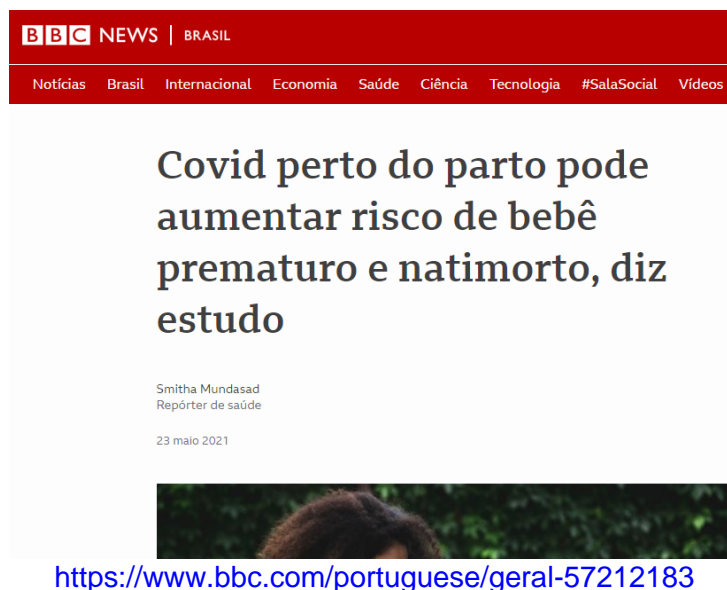 BBC NEWS | BRASIL
Notícias Brasil Internacional Economia Saúde Ciência Tecnologia #SalaSocial Vídeos
Covid perto do parto pode
aumentar risco de bebê
prematuro e natimorto, diz
estudo
Smitha Mundasad
Repórter de saúde
23 maio 2021
https://www.bbc.com/portuguese/geral-57212183